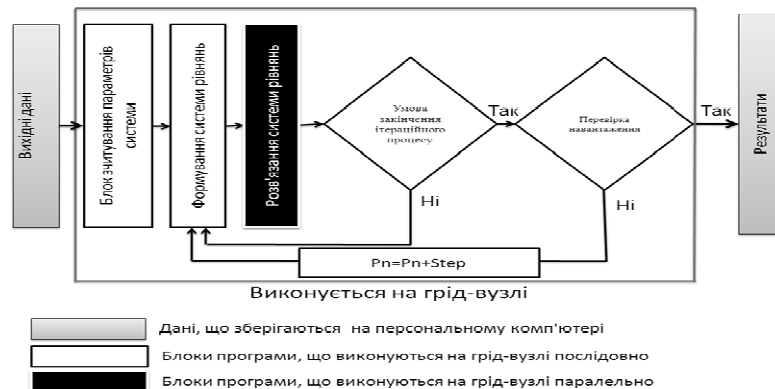 Вихідні дані
Блок зчитування параметрів
системи
Формування системи рівнянь
Розв'язання системи рівнянь
Умова
закінчення
ітераційного
процесу
Так
Перевірка
навантаження
Так
Результати
Ні
Ні
Pn=Pn+Step
Виконується на грід-вузлі
Дані, що зберігаються на персональному комп'ютері
Блоки програми, що виконуються на грід-вузлі послідовно
Блоки програми, що виконуються на грід-вузлі паралельно